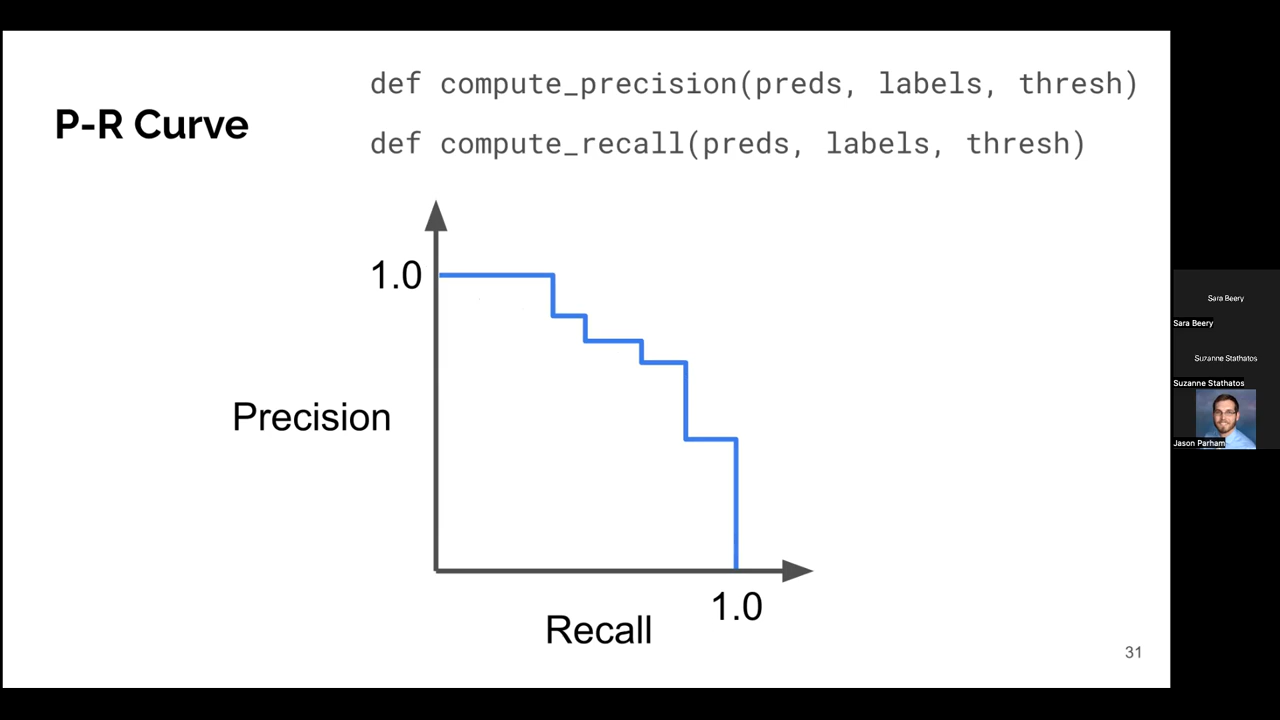 def compute_precision(preds, labels, thresh)
P-R Curve
def compute_recall(preds, labels, thresh)
1.0
Precision
1.0
Recall
31
Sara Beery
Sara Beery
Suzanne Stathatos
Suzanne Stathatos
Jason Parham